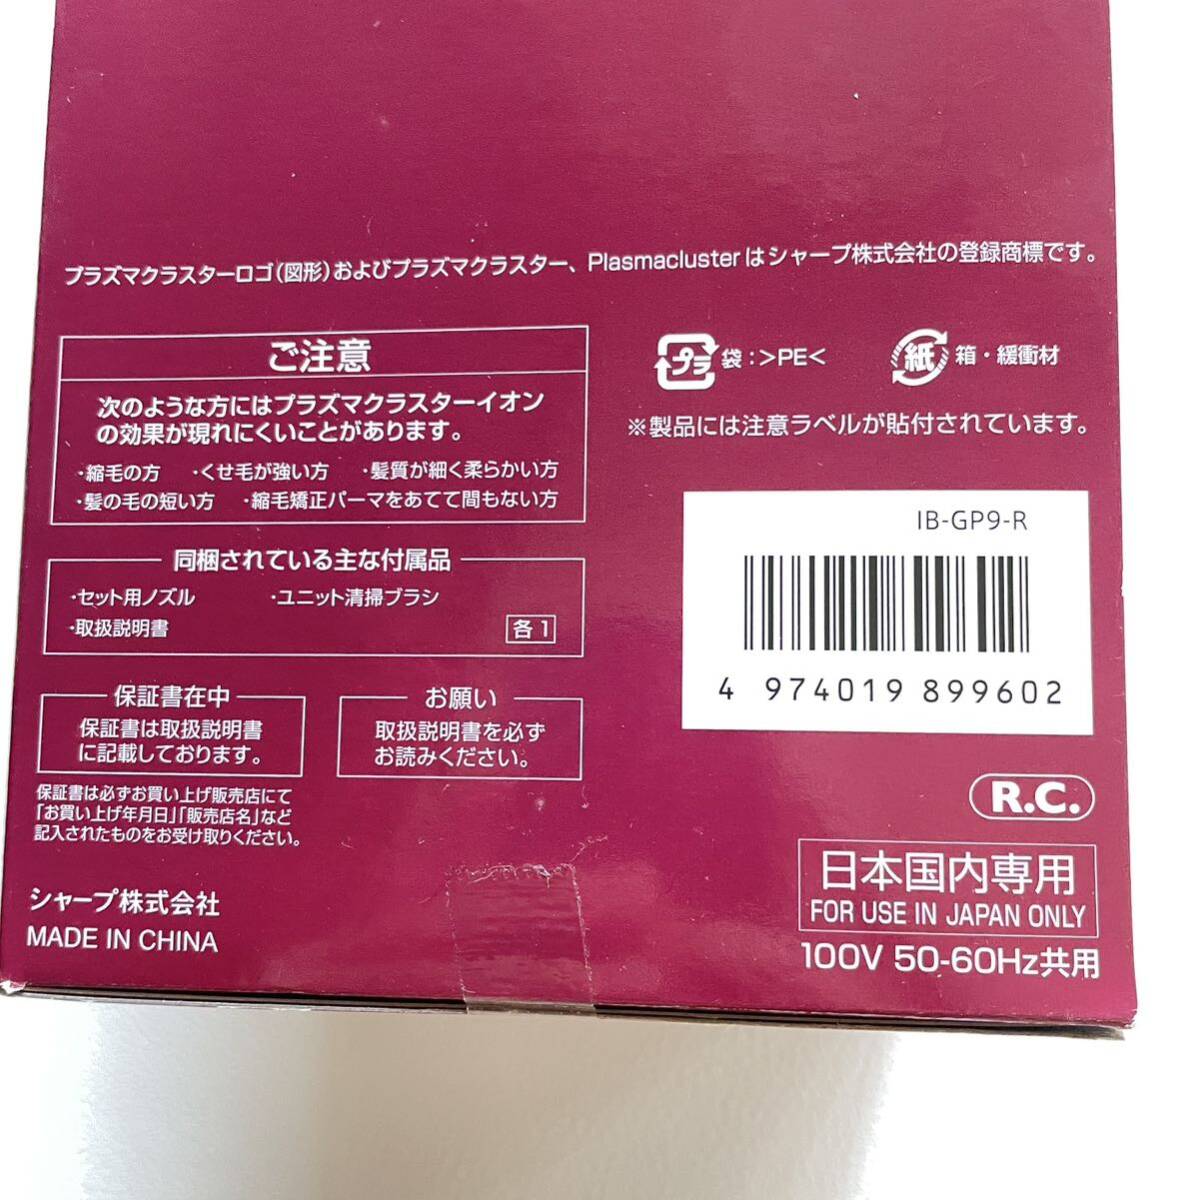 プラズマクラスターロゴ(図形)およびプラズマクラスター、Plasmaclusterはシャープ株式会社の登録商標です。
ご注意
次のような方にはプラズマクラスターイオン
の効果が現れにくいことがあります。
・縮毛の方 ・くせ毛が強い方 ・髪質が細く柔らかい方
・髪の毛の短い方 ・縮毛矯正パーマをあてて間もない方
同梱されている主な付属品
・セット用ノズル ・ユニット清掃ブラシ
・取扱説明書 各1
保証書在中
保証書は取扱説明書
に記載しております。
お願い
取扱説明書を必ず
お読みください。
保証書は必ずお買い上げ販売店にて
「お買い上げ年月日」「販売店名」など
記入されたものをお受け取りください。
シャープ株式会社
MADE IN CHINA
プラ 袋:>PE<
紙 箱・緩衝材
※製品には注意ラベルが貼付されています。
IB-GP9-R
4 974019 899602
R.C.
日本国内専用
FOR USE IN JAPAN ONLY
100V 50-60Hz共用